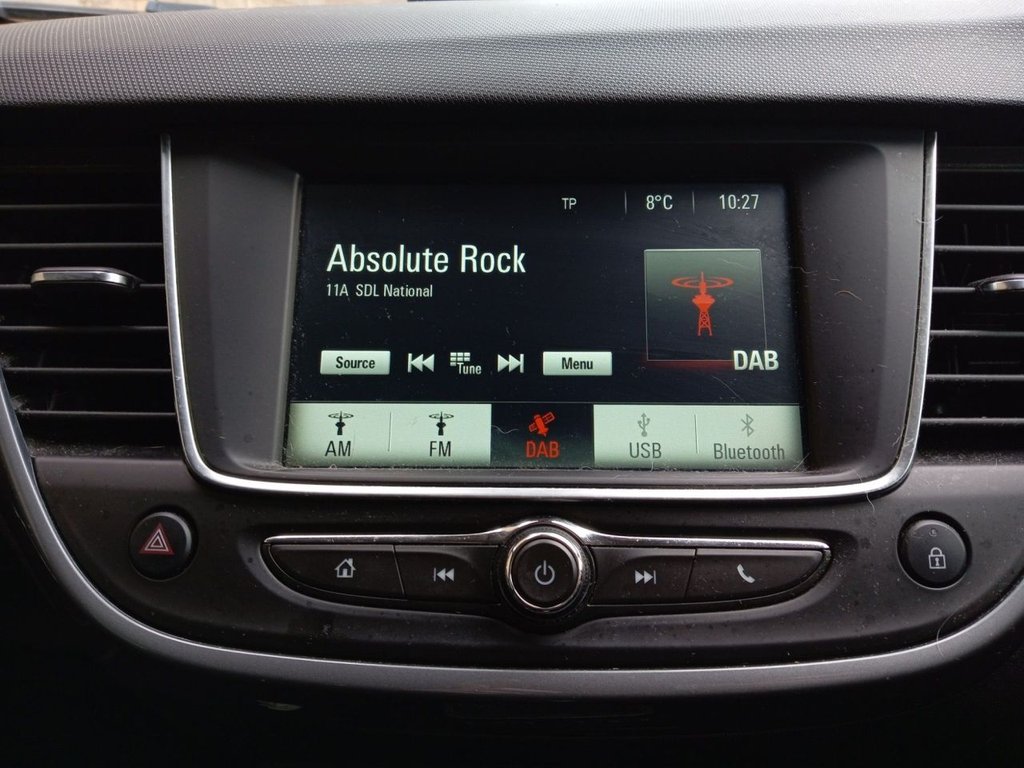 TP 8°C 10:27
Absolute Rock
11A SDL National
Source Tune Menu
DAB
AM FM DAB USB Bluetooth